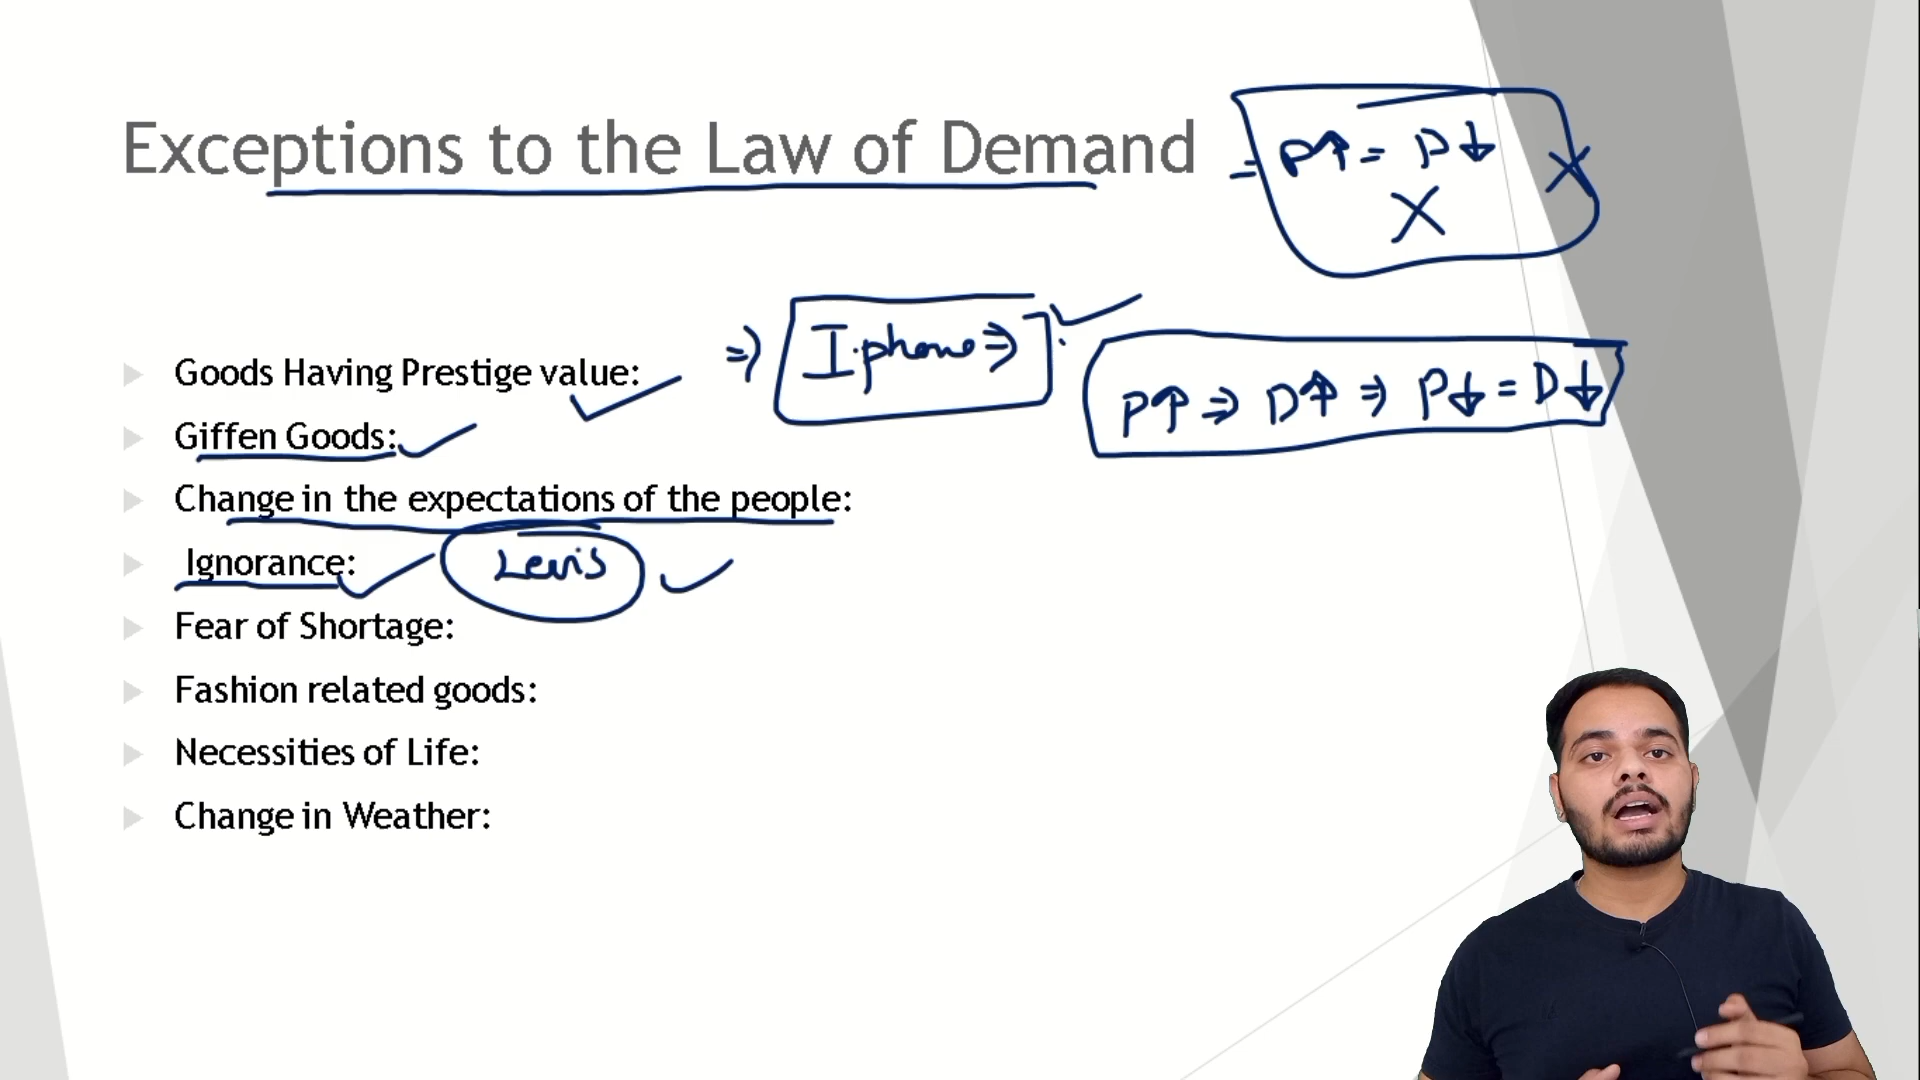 Exceptions to the Law of Demand
= P↑ = D↓ X
X
Goods Having Prestige value:
⇒ I.phone ⇒
P↑ ⇒ D↑ ⇒ P↓ = D↓
Giffen Goods:
Change in the expectations of the people:
Ignorance:
Levis
Fear of Shortage:
Fashion related goods:
Necessities of Life:
Change in Weather: